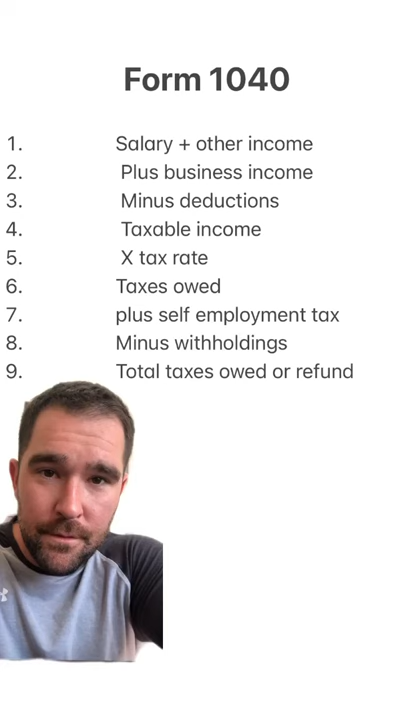 Form 1040
1. Salary + other income
2. Plus business income
3. Minus deductions
4. Taxable income
5. X tax rate
6. Taxes owed
7. plus self employment tax
8. Minus withholdings
9. Total taxes owed or refund